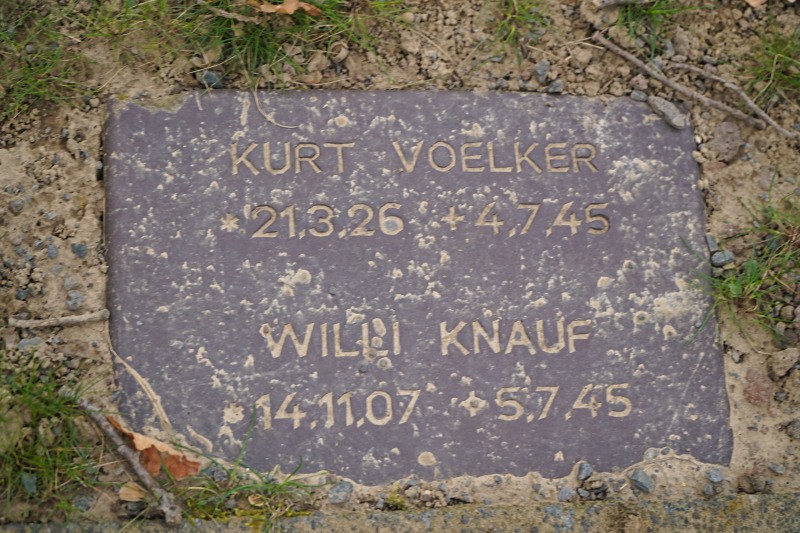 KURT VOELKER
*21,3,26 +4,7,45
WILLI KNAUF
*14,11,07 +5,7,45